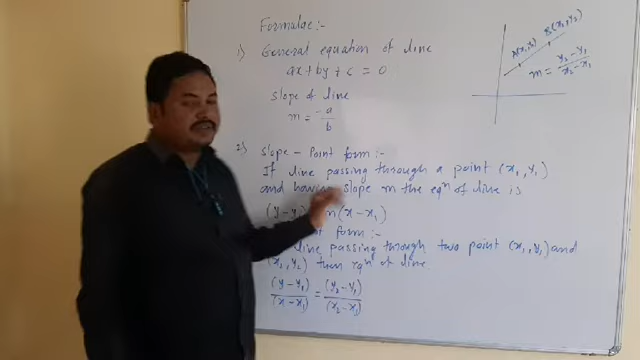 Formulae :-
1) General equation of line
ax + by + c = 0
slope of line
m = -a/b
2) slope - Point form :-
If line passing through a point (x₁, y₁)
and having slope m the eqⁿ of line is
(y - y₁) m (x - x₁)
form :-
line passing through two point (x₁, y₁) and
(x₂, y₂) then eqⁿ of line
(y - y₁)/(x - x₁) = (y₂ - y₁)/(x₂ - x₁)
A(x₁, y₁)
B(x₂, y₂)
m = y₂ - y₁/x₂ - x₁